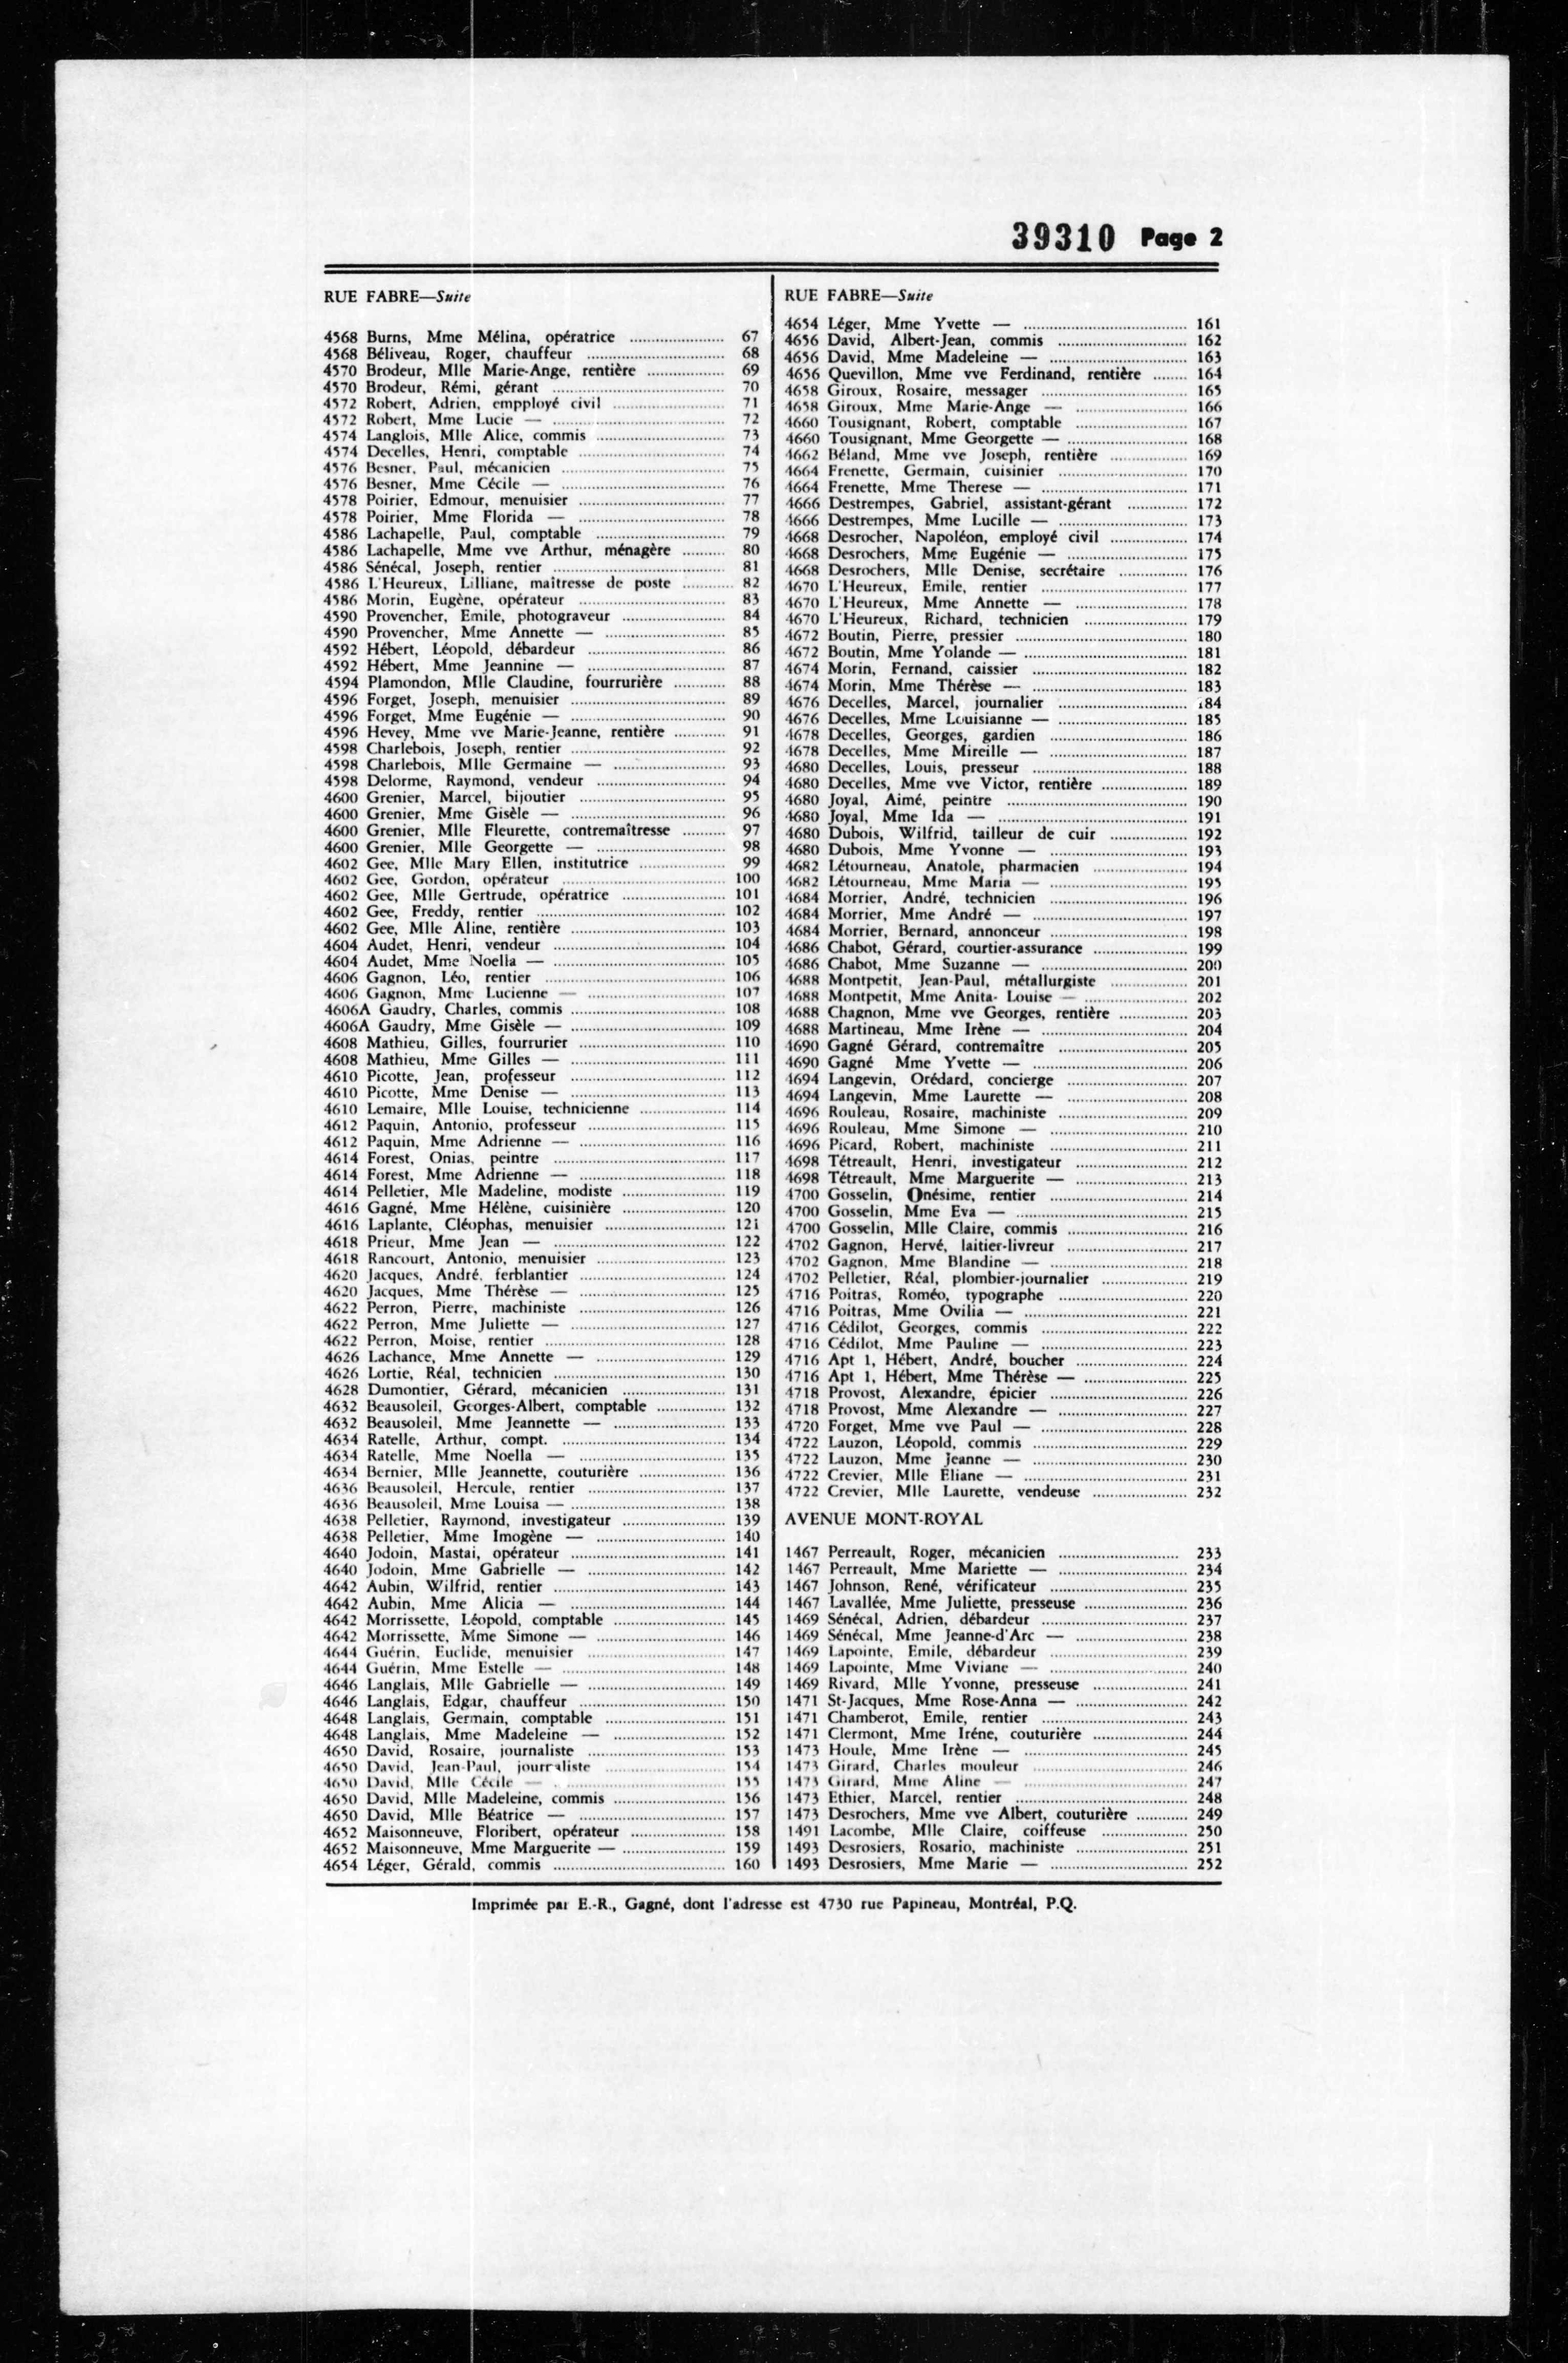 39310 Page 2
RUE FABRE—Suite
4568 Burns, Mme Mélina, opératrice ........ 67
4568 Béliveau, Roger, chauffeur ........ 68
4570 Brodeur, Mlle Marie-Ange, rentière ........ 69
4570 Brodeur, Rémi, gérant ........ 70
4572 Robert, Adrien, empployé civil ........ 71
4572 Robert, Mme Lucie — ........ 72
4574 Langlois, Mlle Alice, commis ........ 73
4574 Decelles, Henri, comptable ........ 74
4576 Besner, Paul, mécanicien ........ 75
4576 Besner, Mme Cécile — ........ 76
4578 Poirier, Edmour, menuisier ........ 77
4578 Poirier, Mme Florida — ........ 78
4586 Lachapelle, Paul, comptable ........ 79
4586 Lachapelle, Mme vve Arthur, ménagère ........ 80
4586 Sénécal, Joseph, rentier ........ 81
4586 L'Heureux, Lilliane, maîtresse de poste ........ 82
4586 Morin, Eugène, opérateur ........ 83
4590 Provencher, Emile, photograveur ........ 84
4590 Provencher, Mme Annette — ........ 85
4592 Hébert, Léopold, débardeur ........ 86
4592 Hébert, Mme Jeannine — ........ 87
4594 Plamondon, Mlle Claudine, fourrurière ........ 88
4596 Forget, Joseph, menuisier ........ 89
4596 Forget, Mme Eugénie — ........ 90
4596 Hevey, Mme vve Marie-Jeanne, rentière ........ 91
4598 Charlebois, Joseph, rentier ........ 92
4598 Charlebois, Mlle Germaine — ........ 93
4598 Delorme, Raymond, vendeur ........ 94
4600 Grenier, Marcel, bijoutier ........ 95
4600 Grenier, Mme Gisèle — ........ 96
4600 Grenier, Mlle Fleurette, contremaîtresse ........ 97
4600 Grenier, Mlle Georgette — ........ 98
4602 Gee, Mlle Mary Ellen, institutrice ........ 99
4602 Gee, Gordon, opérateur ........ 100
4602 Gee, Mlle Gertrude, opératrice ........ 101
4602 Gee, Freddy, rentier ........ 102
4602 Gee, Mlle Aline, rentière ........ 103
4604 Audet, Henri, vendeur ........ 104
4604 Audet, Mme Noella — ........ 105
4606 Gagnon, Léo, rentier ........ 106
4606 Gagnon, Mme Lucienne — ........ 107
4606A Gaudry, Charles, commis ........ 108
4606A Gaudry, Mme Gisèle — ........ 109
4608 Mathieu, Gilles, fourrurier ........ 110
4608 Mathieu, Mme Gilles — ........ 111
4610 Picotte, Jean, professeur ........ 112
4610 Picotte, Mme Denise — ........ 113
4610 Lemaire, Mlle Louise, technicienne ........ 114
4612 Paquin, Antonio, professeur ........ 115
4612 Paquin, Mme Adrienne — ........ 116
4614 Forest, Onias, peintre ........ 117
4614 Forest, Mme Adrienne — ........ 118
4614 Pelletier, Mle Madeline, modiste ........ 119
4616 Gagné, Mme Hélène, cuisinière ........ 120
4616 Laplante, Cléophas, menuisier ........ 121
4618 Prieur, Mme Jean — ........ 122
4618 Rancourt, Antonio, menuisier ........ 123
4620 Jacques, André, ferblantier ........ 124
4620 Jacques, Mme Thérèse — ........ 125
4622 Perron, Pierre, machiniste ........ 126
4622 Perron, Mme Juliette — ........ 127
4622 Perron, Moise, rentier ........ 128
4626 Lachance, Mme Annette — ........ 129
4626 Lortie, Réal, technicien ........ 130
4628 Dumontier, Gérard, mécanicien ........ 131
4632 Beausoleil, Georges-Albert, comptable ........ 132
4632 Beausoleil, Mme Jeannette — ........ 133
4634 Ratelle, Arthur, compt. ........ 134
4634 Ratelle, Mme Noella — ........ 135
4634 Bernier, Mlle Jeannette, couturière ........ 136
4636 Beausoleil, Hercule, rentier ........ 137
4636 Beausoleil, Mme Louisa — ........ 138
4638 Pelletier, Raymond, investigateur ........ 139
4638 Pelletier, Mme Imogène — ........ 140
4640 Jodoin, Mastai, opérateur ........ 141
4640 Jodoin, Mme Gabrielle — ........ 142
4642 Aubin, Wilfrid, rentier ........ 143
4642 Aubin, Mme Alicia — ........ 144
4642 Morrissette, Léopold, comptable ........ 145
4642 Morrissette, Mme Simone — ........ 146
4644 Guérin, Euclide, menuisier ........ 147
4644 Guérin, Mme Estelle — ........ 148
4646 Langlais, Mlle Gabrielle — ........ 149
4646 Langlais, Edgar, chauffeur ........ 150
4648 Langlais, Germain, comptable ........ 151
4648 Langlais, Mme Madeleine — ........ 152
4650 David, Rosaire, journaliste ........ 153
4650 David, Jean-Paul, journaliste ........ 154
4650 David, Mlle Cécile — ........ 155
4650 David, Mlle Madeleine, commis ........ 156
4650 David, Mlle Béatrice — ........ 157
4652 Maisonneuve, Floribert, opérateur ........ 158
4652 Maisonneuve, Mme Marguerite — ........ 159
4654 Léger, Gérald, commis ........ 160
RUE FABRE—Suite
4654 Léger, Mme Yvette — ........ 161
4656 David, Albert-Jean, commis ........ 162
4656 David, Mme Madeleine — ........ 163
4656 Quevillon, Mme vve Ferdinand, rentière ........ 164
4658 Giroux, Rosaire, messager ........ 165
4658 Giroux, Mme Marie-Ange — ........ 166
4660 Tousignant, Robert, comptable ........ 167
4660 Tousignant, Mme Georgette — ........ 168
4662 Béland, Mme vve Joseph, rentière ........ 169
4664 Frenette, Germain, cuisinier ........ 170
4664 Frenette, Mme Therese — ........ 171
4666 Destrempes, Gabriel, assistant-gérant ........ 172
4666 Destrempes, Mme Lucille — ........ 173
4668 Desrocher, Napoléon, employé civil ........ 174
4668 Desrochers, Mme Eugénie — ........ 175
4668 Desrochers, Mlle Denise, secrétaire ........ 176
4670 L'Heureux, Emile, rentier ........ 177
4670 L'Heureux, Mme Annette — ........ 178
4670 L'Heureux, Richard, technicien ........ 179
4672 Boutin, Pierre, pressier ........ 180
4672 Boutin, Mme Yolande — ........ 181
4674 Morin, Fernand, caissier ........ 182
4674 Morin, Mme Thérèse — ........ 183
4676 Decelles, Marcel, journalier ........ 184
4676 Decelles, Mme Louisianne — ........ 185
4678 Decelles, Georges, gardien ........ 186
4678 Decelles, Mme Mireille — ........ 187
4680 Decelles, Louis, presseur ........ 188
4680 Decelles, Mme vve Victor, rentière ........ 189
4680 Joyal, Aimé, peintre ........ 190
4680 Joyal, Mme Ida — ........ 191
4680 Dubois, Wilfrid, tailleur de cuir ........ 192
4680 Dubois, Mme Yvonne — ........ 193
4682 Létourneau, Anatole, pharmacien ........ 194
4682 Létourneau, Mme Maria — ........ 195
4684 Morrier, André, technicien ........ 196
4684 Morrier, Mme André — ........ 197
4684 Morrier, Bernard, annonceur ........ 198
4686 Chabot, Gérard, courtier-assurance ........ 199
4686 Chabot, Mme Suzanne — ........ 200
4688 Montpetit, Jean-Paul, métallurgiste ........ 201
4688 Montpetit, Mme Anita- Louise — ........ 202
4688 Chagnon, Mme vve Georges, rentière ........ 203
4688 Martineau, Mme Irène — ........ 204
4690 Gagné Gérard, contremaître ........ 205
4690 Gagné Mme Yvette — ........ 206
4694 Langevin, Orédard, concierge ........ 207
4694 Langevin, Mme Laurette — ........ 208
4696 Rouleau, Rosaire, machiniste ........ 209
4696 Rouleau, Mme Simone — ........ 210
4696 Picard, Robert, machiniste ........ 211
4698 Tétreault, Henri, investigateur ........ 212
4698 Tétreault, Mme Marguerite — ........ 213
4700 Gosselin, Onésime, rentier ........ 214
4700 Gosselin, Mme Eva — ........ 215
4700 Gosselin, Mlle Claire, commis ........ 216
4702 Gagnon, Hervé, laitier-livreur ........ 217
4702 Gagnon, Mme Blandine — ........ 218
4702 Pelletier, Réal, plombier-journalier ........ 219
4716 Poitras, Roméo, typographe ........ 220
4716 Poitras, Mme Ovilia — ........ 221
4716 Cédilot, Georges, commis ........ 222
4716 Cédilot, Mme Pauline — ........ 223
4716 Apt 1, Hébert, André, boucher ........ 224
4716 Apt 1, Hébert, Mme Thérèse — ........ 225
4718 Provost, Alexandre, épicier ........ 226
4718 Provost, Mme Alexandre — ........ 227
4720 Forget, Mme vve Paul — ........ 228
4722 Lauzon, Léopold, commis ........ 229
4722 Lauzon, Mme Jeanne — ........ 230
4722 Crevier, Mlle Éliane — ........ 231
4722 Crevier, Mlle Laurette, vendeuse ........ 232
AVENUE MONT-ROYAL
1467 Perreault, Roger, mécanicien ........ 233
1467 Perreault, Mme Mariette — ........ 234
1467 Johnson, René, vérificateur ........ 235
1467 Lavallée, Mme Juliette, presseuse ........ 236
1469 Sénécal, Adrien, débardeur ........ 237
1469 Sénécal, Mme Jeanne-d'Arc — ........ 238
1469 Lapointe, Emile, débardeur ........ 239
1469 Lapointe, Mme Viviane — ........ 240
1469 Rivard, Mlle Yvonne, presseuse ........ 241
1471 St-Jacques, Mme Rose-Anna — ........ 242
1471 Chamberot, Emile, rentier ........ 243
1471 Clermont, Mme Iréne, couturière ........ 244
1473 Houle, Mme Irène — ........ 245
1473 Girard, Charles mouleur ........ 246
1473 Girard, Mme Aline — ........ 247
1473 Ethier, Marcel, rentier ........ 248
1473 Desrochers, Mme vve Albert, couturière ........ 249
1491 Lacombe, Mlle Claire, coiffeuse ........ 250
1493 Desrosiers, Rosario, machiniste ........ 251
1493 Desrosiers, Mme Marie — ........ 252
Imprimée par E.-R., Gagné, dont l'adresse est 4730 rue Papineau, Montréal, P.Q.